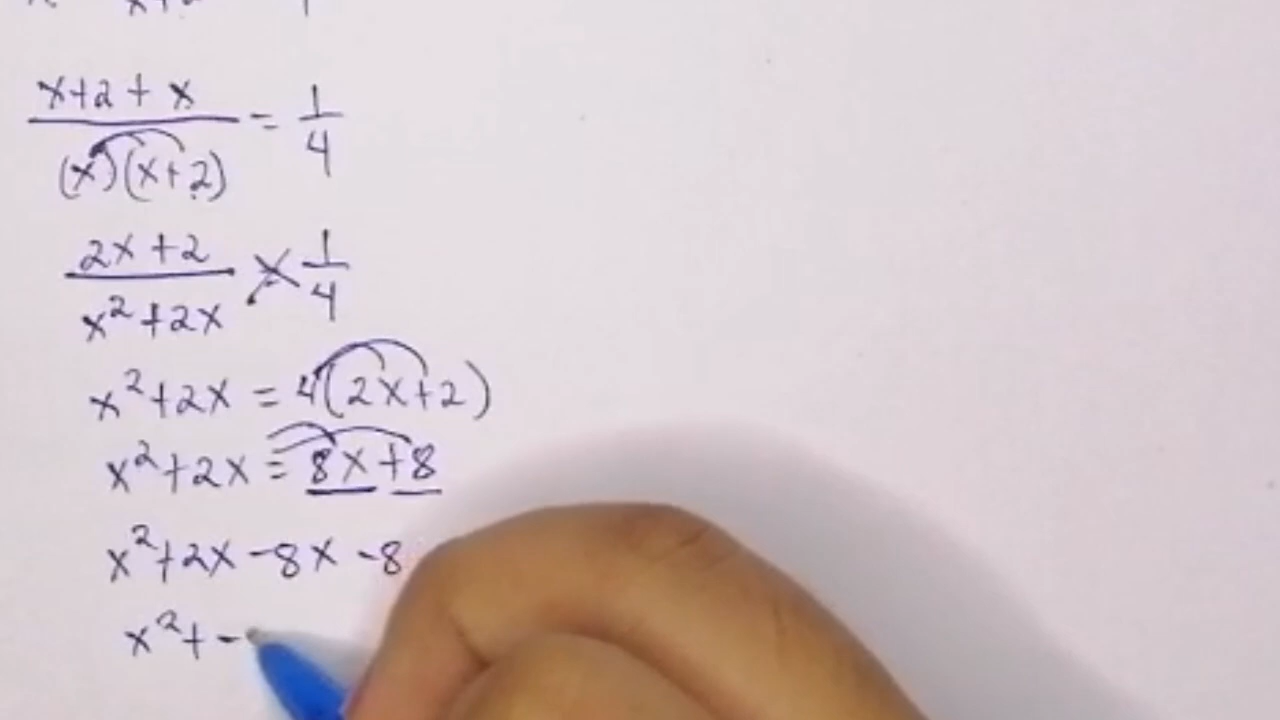 x+2 + x / (x)(x+2) = 1/4
2x+2 / x²+2x = 1/4
x²+2x = 4(2x+2)
x²+2x = 8x+8
x²+2x-8x-8
x²+-